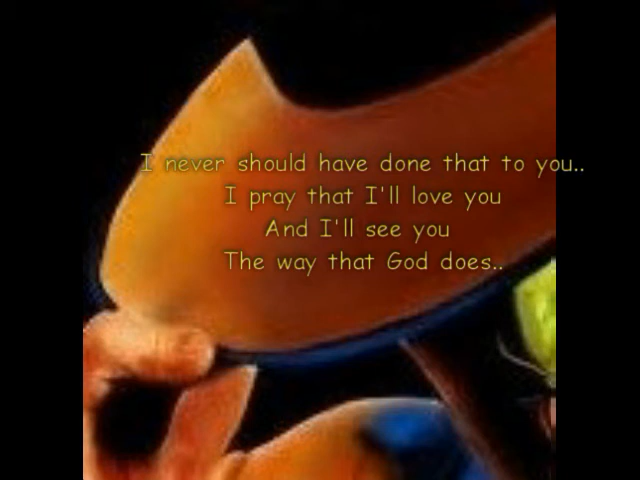 I never should have done that to you..
I pray that I'll love you
And I'll see you
The way that God does..